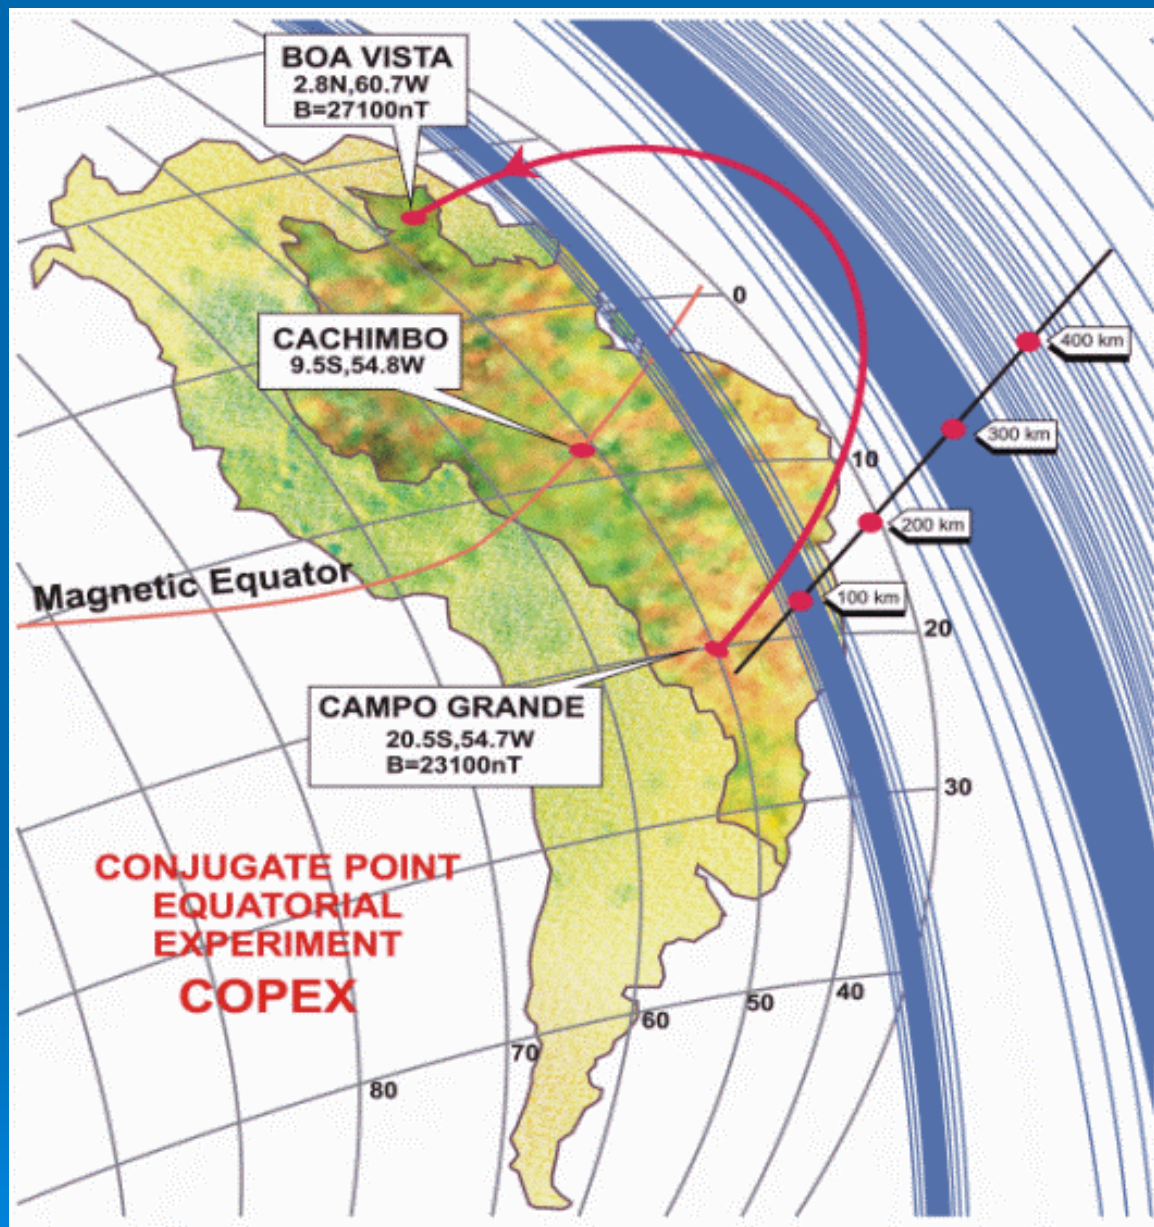 BOA VISTA
2.8N,60.7W
B=27100nT
0
400 km
CACHIMBO
9.5S,54.8W
300 km
10
200 km
Magnetic Equator
100 km
20
CAMPO GRANDE
20.5S,54.7W
B=23100nT
30
CONJUGATE POINT
EQUATORIAL
EXPERIMENT
COPEX
40
50
60
70
80